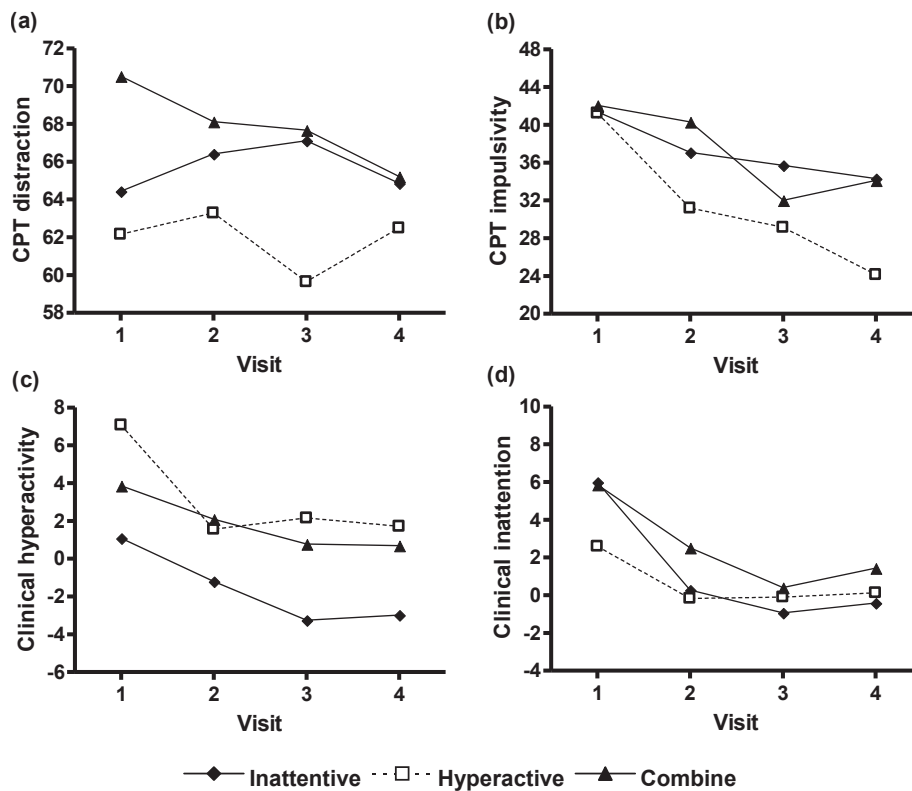 (a)
72
70
68
66
64
62
60
58
CPT distraction
1 2 3 4
Visit
(b)
48
44
40
36
32
28
24
20
CPT impulsivity
1 2 3 4
Visit
(c)
8
6
4
2
0
-2
-4
-6
Clinical hyperactivity
1 2 3 4
Visit
(d)
10
8
6
4
2
0
-2
-4
Clinical inattention
1 2 3 4
Visit
Inattentive Hyperactive Combine